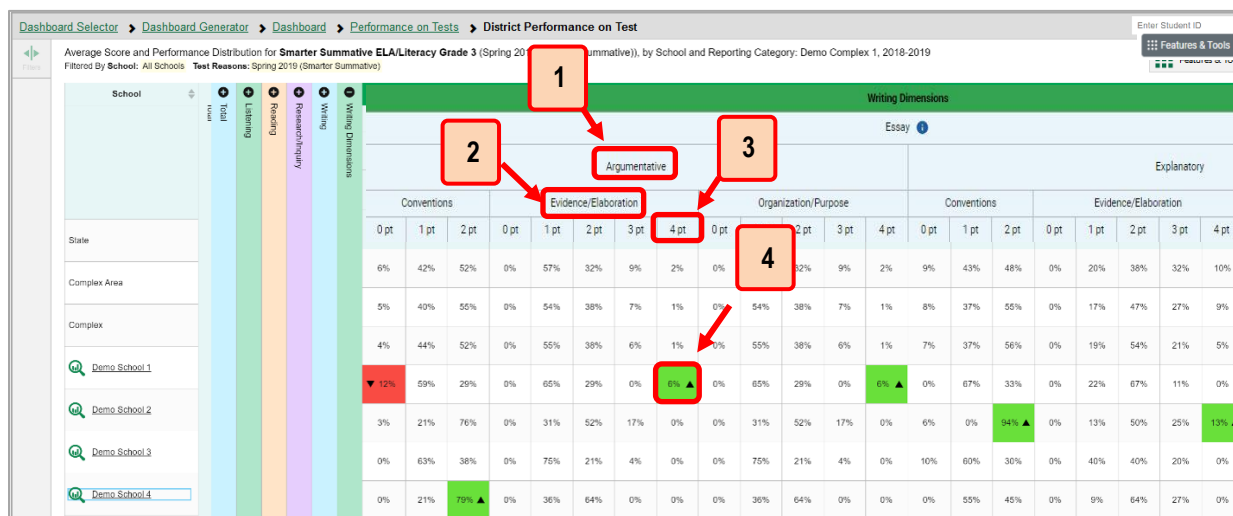 Dashboard Selector > Dashboard Generator > Dashboard > Performance on Tests > District Performance on Test
Enter Student ID
Features & Tools
Filters
Average Score and Performance Distribution for Smarter Summative ELA/Literacy Grade 3 (Spring 201 ummative)), by School and Reporting Category: Demo Complex 1, 2018-2019
Filtered By School: All Schools Test Reasons: Spring 2019 (Smarter Summative)
School
Total
Listening
Reading
Research/Inquiry
Writing
Writing Dimensions
Writing Dimensions
Essay
1
2
3
4
Argumentative Explanatory
Conventions Evidence/Elaboration Organization/Purpose Conventions Evidence/Elaboration
0 pt 1 pt 2 pt 0 pt 1 pt 2 pt 3 pt 4 pt 0 pt 2 pt 3 pt 4 pt 0 pt 1 pt 2 pt 0 pt 1 pt 2 pt 3 pt 4 pt
State
6% 42% 52% 0% 57% 32% 9% 2% 0% 32% 9% 2% 9% 43% 48% 0% 20% 38% 32% 10%
Complex Area
5% 40% 55% 0% 54% 38% 7% 1% 0% 54% 38% 7% 1% 8% 37% 55% 0% 17% 47% 27% 9%
Complex
4% 44% 52% 0% 55% 38% 6% 1% 0% 55% 38% 6% 1% 7% 37% 56% 0% 19% 54% 21% 5%
Demo School 1
▼ 12% 59% 29% 0% 65% 29% 0% 6% ▲ 0% 65% 29% 0% 6% ▲ 0% 67% 33% 0% 22% 67% 11% 0%
Demo School 2
3% 21% 76% 0% 31% 52% 17% 0% 0% 31% 52% 17% 0% 6% 0% 94% ▲ 0% 13% 50% 25% 13%
Demo School 3
0% 63% 38% 0% 75% 21% 4% 0% 0% 75% 21% 4% 0% 10% 60% 30% 0% 40% 40% 20% 0%
Demo School 4
0% 21% 79% ▲ 0% 36% 64% 0% 0% 0% 36% 64% 0% 0% 0% 55% 45% 0% 9% 64% 27% 0%